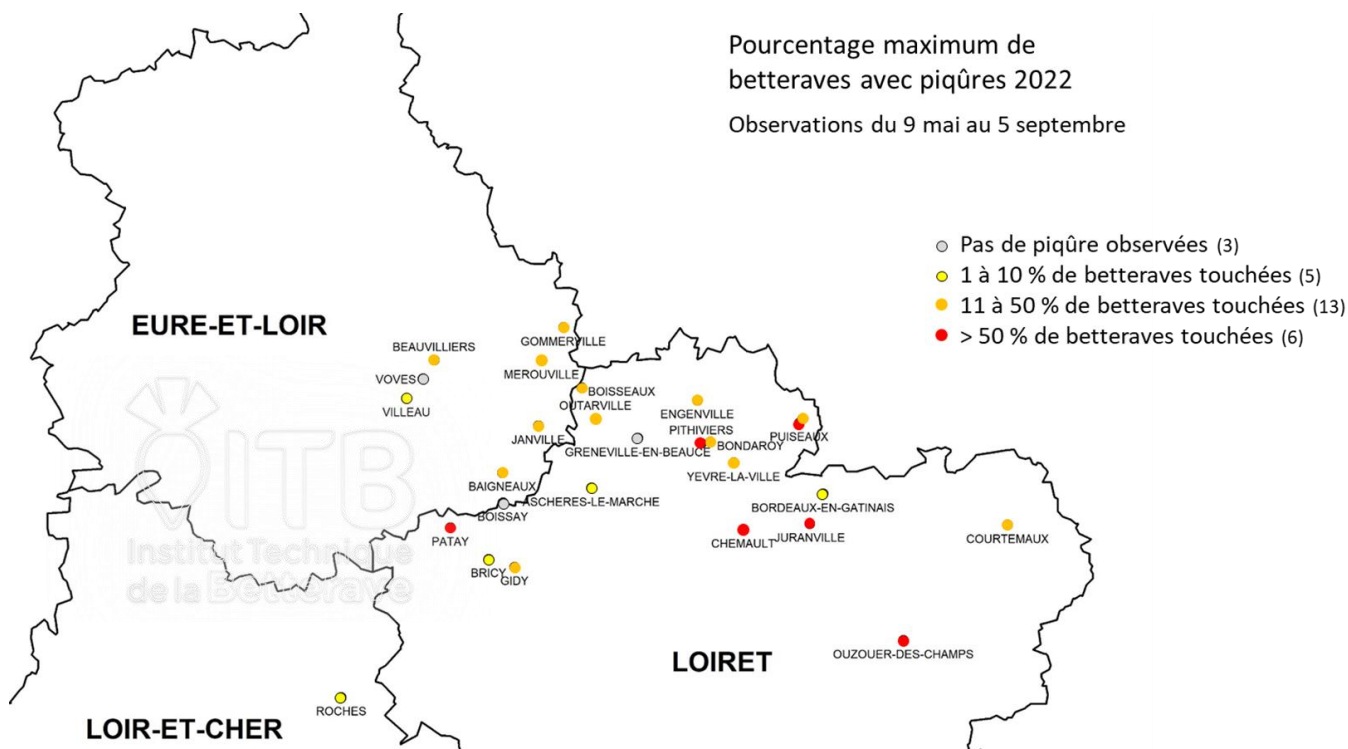 Pourcentage maximum de
betteraves avec piqûres 2022
Observations du 9 mai au 5 septembre
Pas de piqûre observées (3)
1 à 10 % de betteraves touchées (5)
11 à 50 % de betteraves touchées (13)
> 50 % de betteraves touchées (6)
EURE-ET-LOIR
BEAUVILLIERS
GOMMERVILLE
VOVES
MEROUVILLE
VILLEAU
BOISSEAUX
OUTARVILLE
ENGENVILLE
JANVILLE
PITHIVIERS
PUISEAUX
GRENEVILLE-EN-BEAUCE
BONDAROY
YEVRE-LA-VILLE
BAIGNEAUX
ASCHERES-LE-MARCHE
BORDEAUX-EN-GATINAIS
BOISSAY
PATAY
CHEMAULT
JURANVILLE
COURTEMAUX
BRICY
GIDY
ITB
Institut Technique
de la Betterave
OUZOUER-DES-CHAMPS
LOIRET
ROCHES
LOIR-ET-CHER